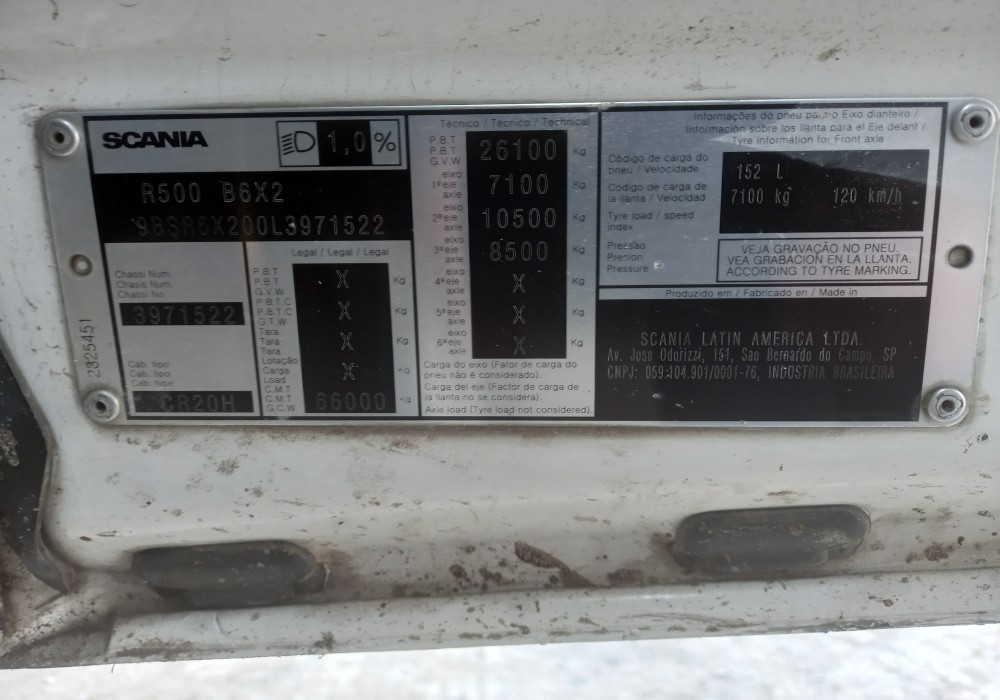 SCANIA
1,0 %
R500 B6X2
9BSR6X200L3971522
Legal / Legal / Legal
Chassi Num.
Chasis Num.
Chassi No.
3971522
Cab. tipo
Cab. tipo
Cab. type
CR20H
2325451
P.B.T
P.B.T
G.V.W
X Kg
P.B.T.C
P.B.T.C
G.T.W
X Kg
Tara
Tara
Tara
X
Lotação
Carga
Load
X Kg
C.M.T
C.M.T
G.C.W
66000 Kg
Técnico / Tecnico / Technical
P.B.T
P.B.T
G.V.W
26100 Kg
eixo
1ºeje
axle
7100 Kg
eixo
2ºeje
axle
10500 Kg
eixo
3ºeje
axle
8500 Kg
eixo
4ºeje
axle
X Kg
eixo
5ºeje
axle
X Kg
eixo
6ºeje
axle
X Kg
Carga do eixo (Fator de carga do
pneu não é considerado).
Carga del eje (Factor de carga de
la llanta no se considera).
Axle load (Tyre load not considered).
Informações do pneu para o Eixo dianteiro /
Información sobre los llanta para el Eje delant /
Tyre information for Front axle
Código de carga do
pneu / Velocidade
Código de carga de
la llanta / Velocidad
Tyre load / speed
index
152 L
7100 kg 120 km/h
Pressão
Presion
Pressure
VEJA GRAVAÇÃO NO PNEU.
VEA GRABACIÓN EN LA LLANTA.
ACCORDING TO TYRE MARKING.
Produzido em / Fabricado en / Made in
SCANIA LATIN AMERICA LTDA.
Av. Jose Odorizzi, 151, Sao Bernardo do Campo, SP
CNPJ: 059.104.901/0001-76, INDUSTRIA BRASILEIRA